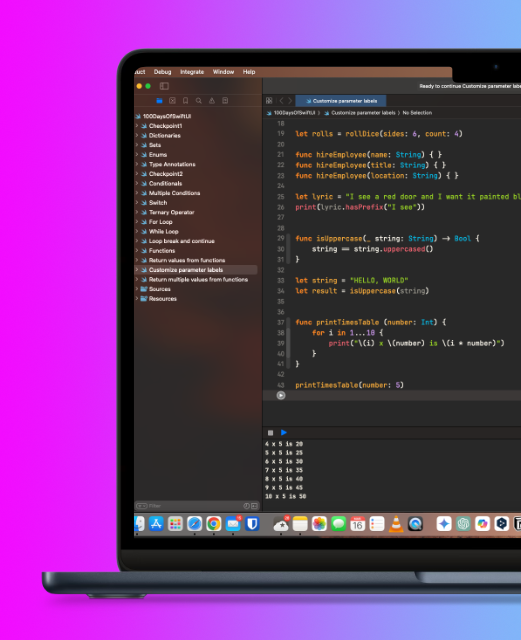 Debug Integrate Window Help
Ready to continue Customize parameter labels
Customize parameter labels
100DaysOfSwiftUI > Customize parameter labels > No Selection
100DaysOfSwiftUI
Checkpoint1
Dictionaries
Sets
Enums
Type Annotations
Checkpoint2
Conditionals
Multiple Conditions
Switch
Ternary Operator
For Loop
While Loop
Loop break and continue
Functions
Return values from functions
Customize parameter labels
Return multiple values from functions
Sources
Resources
Filter
18
19 let rolls = rollDice(sides: 6, count: 4)
20
21 func hireEmployee(name: String) { }
22 func hireEmployee(title: String) { }
23 func hireEmployee(location: String) { }
24
25 let lyric = "I see a red door and I want it painted bl
26 print(lyric.hasPrefix("I see"))
27
28
29 func isUppercase(_ string: String) -> Bool {
30 string == string.uppercased()
31 }
32
33 let string = "HELLO, WORLD"
34 let result = isUppercase(string)
35
36
37 func printTimesTable (number: Int) {
38 for i in 1...10 {
39 print("\(i) x \(number) is \(i * number)")
40 }
41 }
42
43 printTimesTable(number: 5)
4 x 5 is 20
5 x 5 is 25
6 x 5 is 30
7 x 5 is 35
8 x 5 is 40
9 x 5 is 45
10 x 5 is 50
16